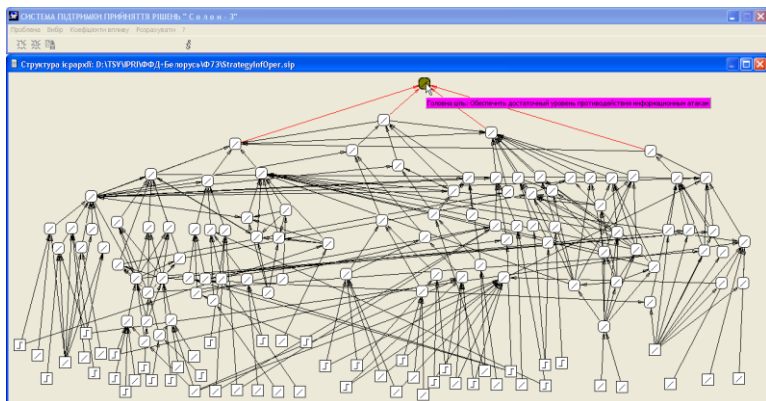 СИСТЕМА ПІДТРИМКИ ПРИЙНЯТТЯ РІШЕНЬ " С о л о н - 3"
Проблема Вибір Коефіцієнти впливу Розрахувати ?
Структура ієрархії: D:\TSY\IPRI\ФФД-Белорусь\Ф73\StrategyInfOper.sip
Головна ціль: Обеспечить достаточный уровень противодействия информационным атакам